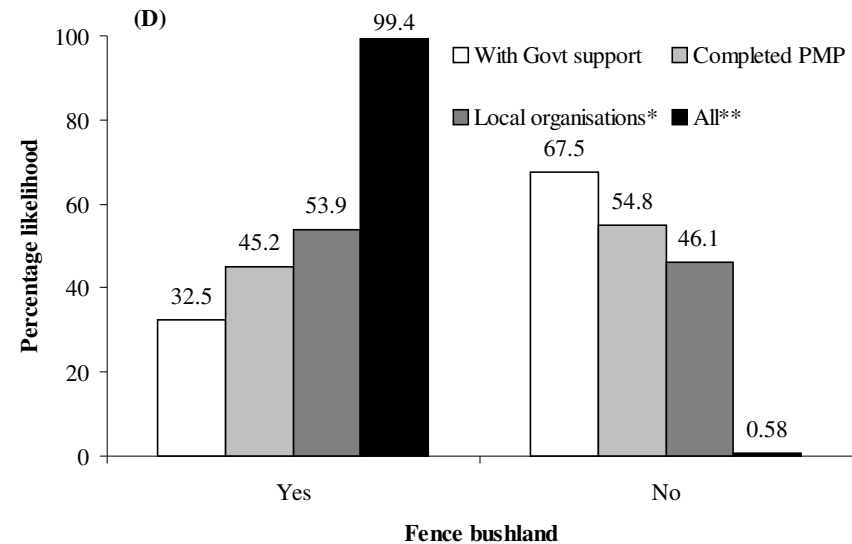 (D)
99.4
100
With Govt support
Completed PMP
Local organisations*
All**
80
67.5
60
53.9
54.8
45.2
46.1
40
32.5
20
0.58
0
Percentage likelihood
Yes
No
Fence bushland